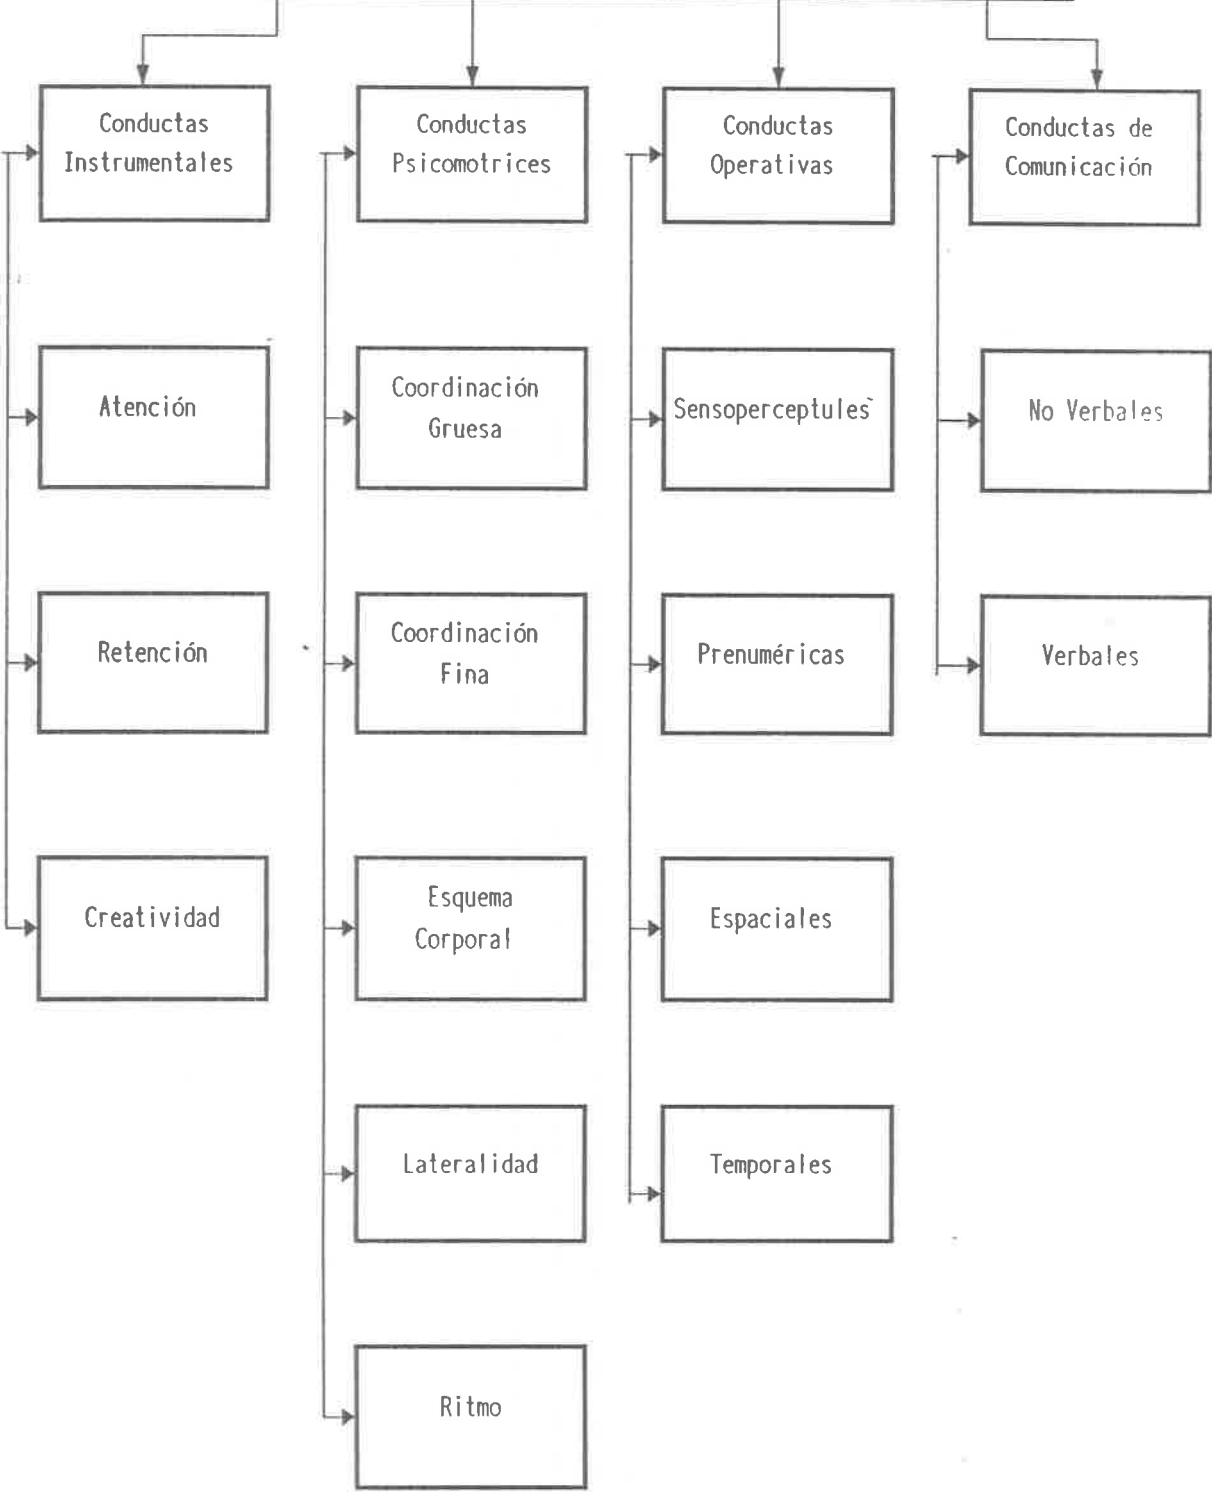 Conductas
Instrumentales
Conductas
Psicomotrices
Conductas
Operativas
Conductas de
Comunicación
Atención
Coordinación
Gruesa
Sensoperceptules
No Verbales
Retención
Coordinación
Fina
Prenuméricas
Verbales
Creatividad
Esquema
Corporal
Espaciales
Lateralidad
Temporales
Ritmo